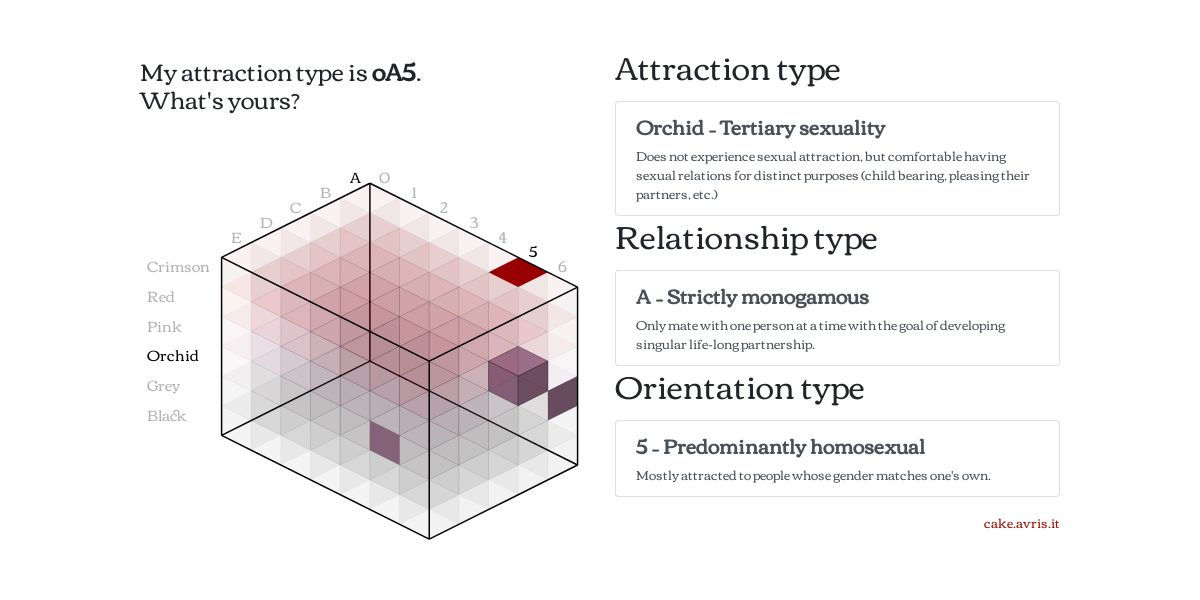 My attraction type is oA5.
What's yours?
A O
B 1
C 2
D 3
E 4
5
6
Crimson
Red
Pink
Orchid
Grey
Black
Attraction type
Orchid – Tertiary sexuality
Does not experience sexual attraction, but comfortable having
sexual relations for distinct purposes (child bearing, pleasing their
partners, etc.)
Relationship type
A – Strictly monogamous
Only mate with one person at a time with the goal of developing
singular life-long partnership.
Orientation type
5 – Predominantly homosexual
Mostly attracted to people whose gender matches one's own.
cake.avris.it